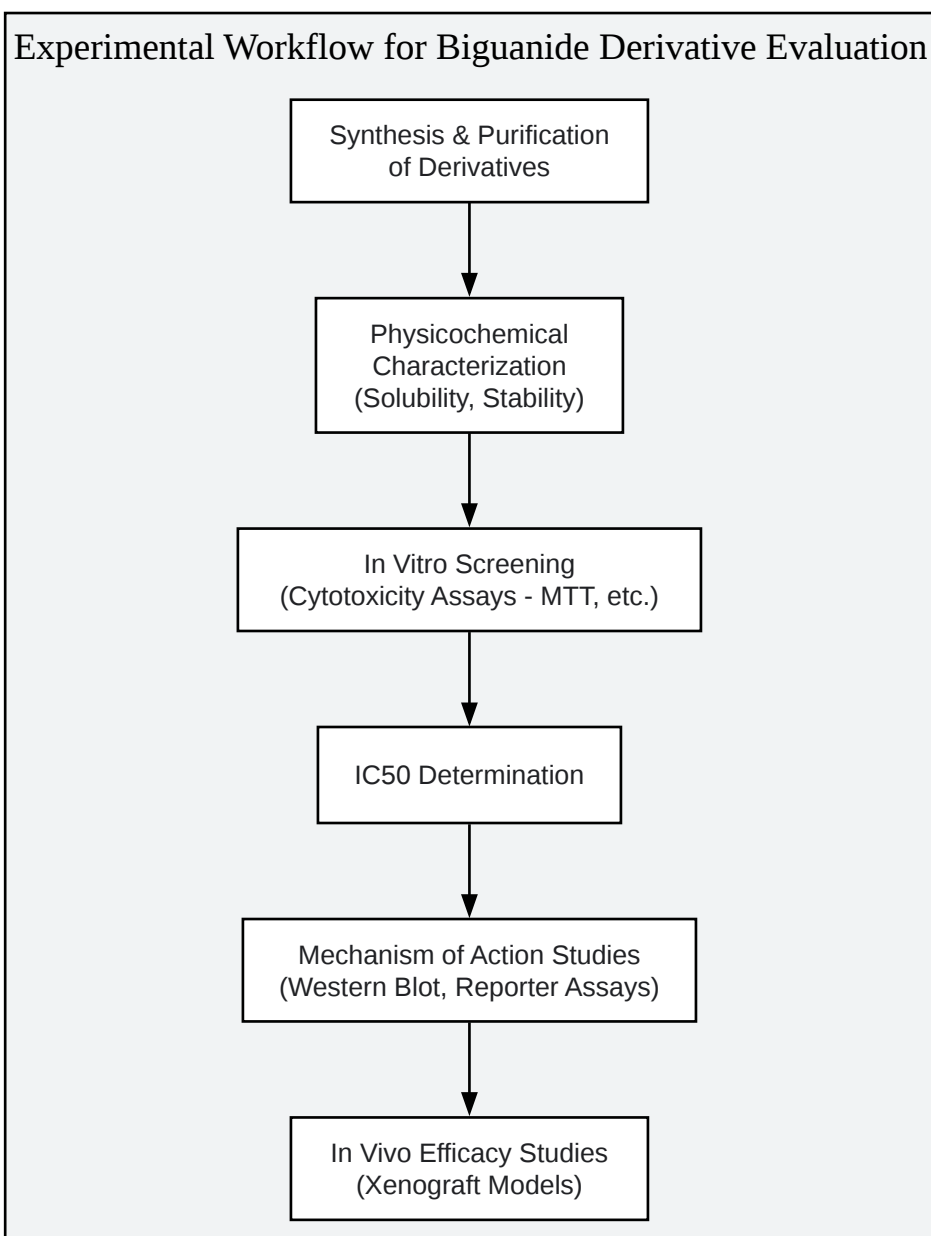 Experimental Workflow for Biguanide Derivative Evaluation
Synthesis & Purification
of Derivatives
Physicochemical
Characterization
(Solubility, Stability)
In Vitro Screening
(Cytotoxicity Assays - MTT, etc.)
IC50 Determination
Mechanism of Action Studies
(Western Blot, Reporter Assays)
In Vivo Efficacy Studies
(Xenograft Models)